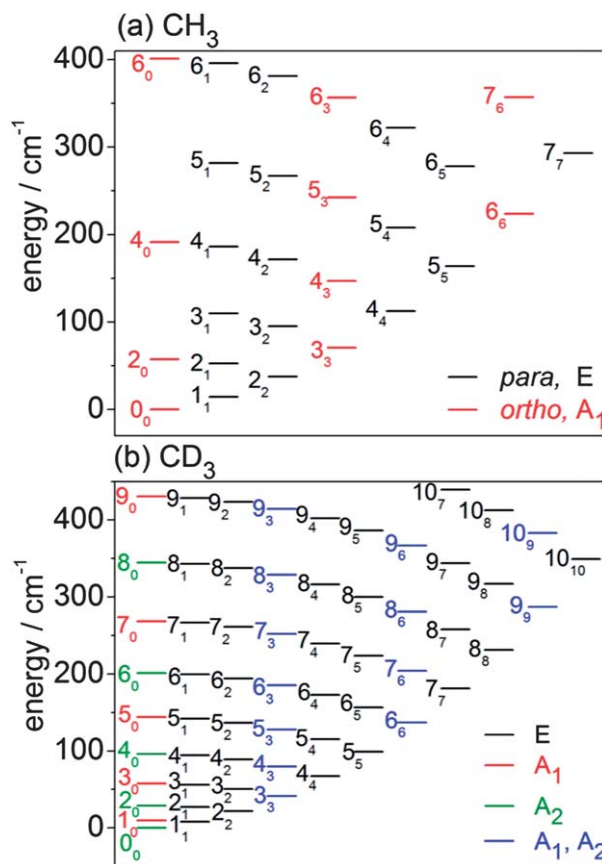 (a) CH₃
energy / cm⁻¹
400
300
200
100
0
6₀ 6₁ 6₂ 6₃ 6₄ 6₅ 7₆ 7₇
5₁ 5₂ 5₃ 5₄ 5₅ 6₆
4₀ 4₁ 4₂ 4₃ 4₄
3₁ 3₂ 3₃
2₀ 2₁ 2₂
0₀ 1₁
para, E
ortho, A₁
(b) CD₃
energy / cm⁻¹
400
300
200
100
0
10₇ 10₈ 10₉ 10₁₀
9₀ 9₁ 9₂ 9₃ 9₄ 9₅ 9₆ 9₇ 9₈ 9₉
8₀ 8₁ 8₂ 8₃ 8₄ 8₅ 8₆ 8₇ 8₈
7₀ 7₁ 7₂ 7₃ 7₄ 7₅ 7₆ 7₇
6₀ 6₁ 6₂ 6₃ 6₄ 6₅ 6₆
5₀ 5₁ 5₂ 5₃ 5₄ 5₅
4₀ 4₁ 4₂ 4₃ 4₄
3₀ 3₁ 3₂ 3₃
2₀ 2₁ 2₂
1₀ 1₁
0₀
E
A₁
A₂
A₁, A₂